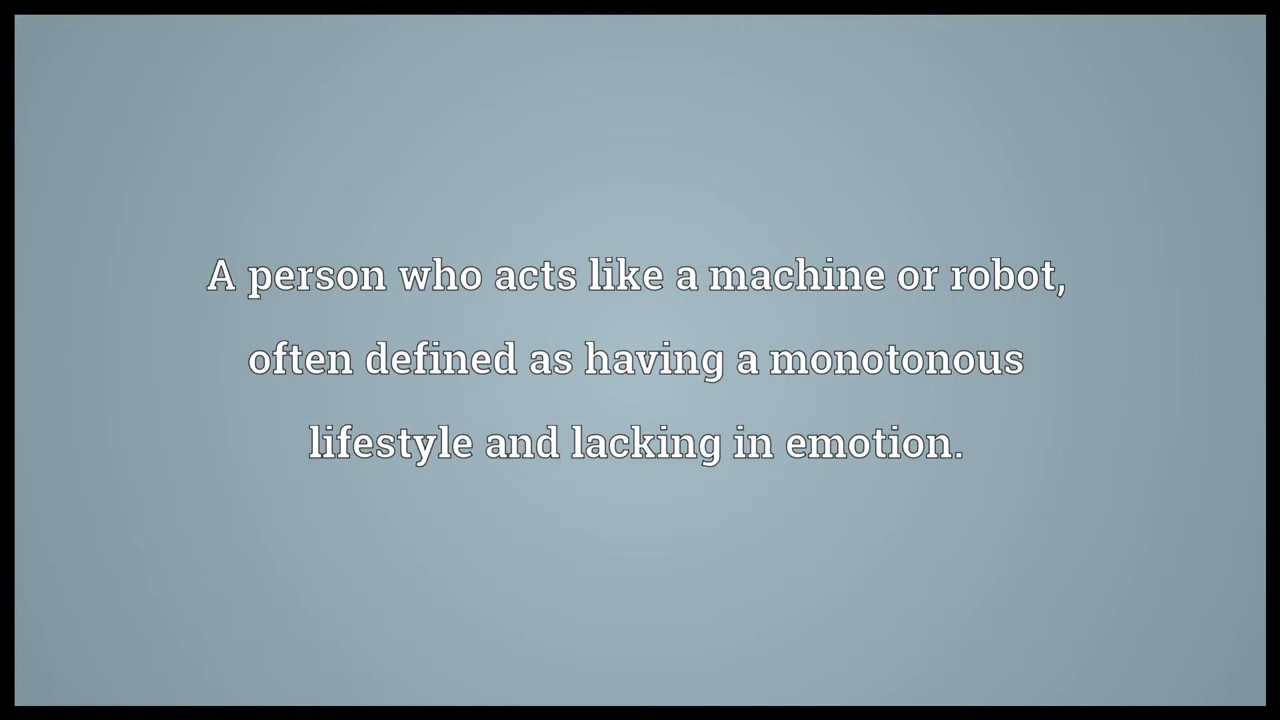 A person who acts like a machine or robot,
often defined as having a monotonous
lifestyle and lacking in emotion.